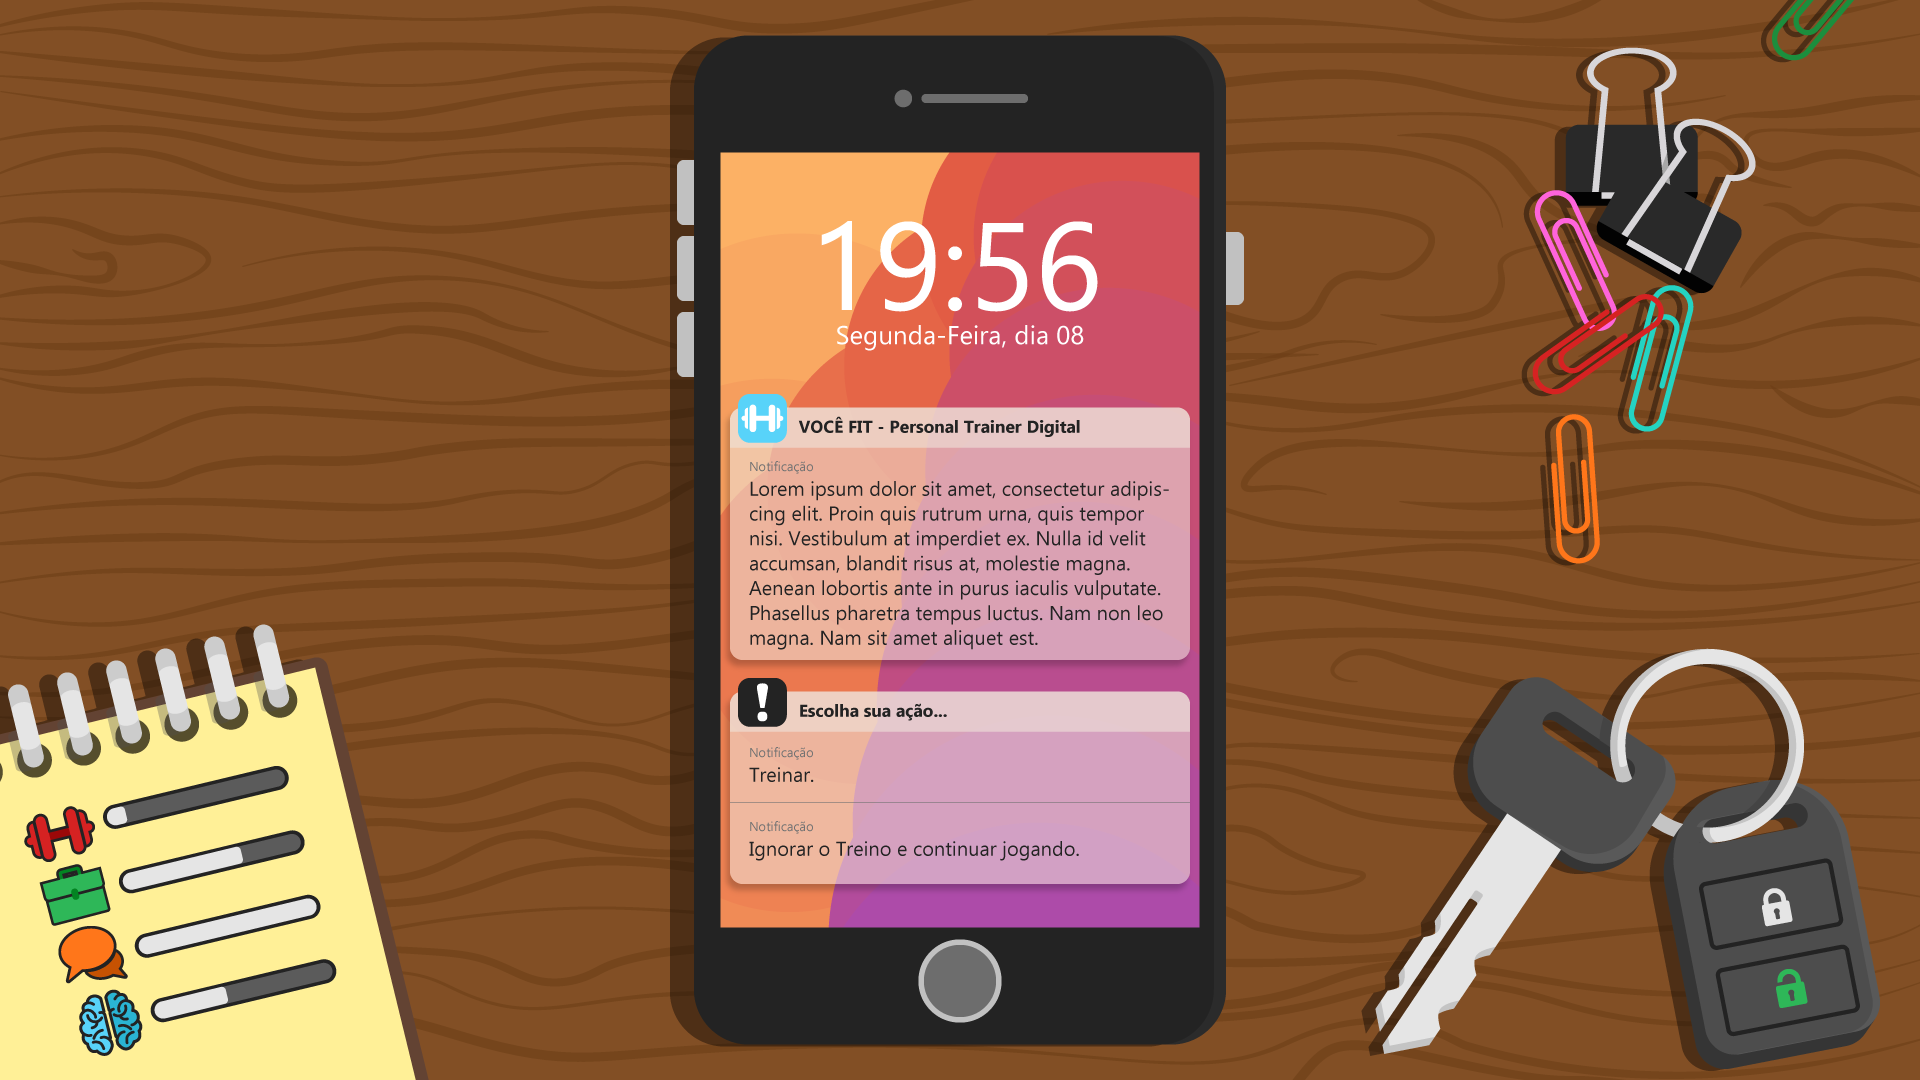 19:56
Segunda-Feira, dia 08
VOCÊ FIT - Personal Trainer Digital
Notificação
Lorem ipsum dolor sit amet, consectetur adipis-
cing elit. Proin quis rutrum urna, quis tempor
nisi. Vestibulum at imperdiet ex. Nulla id velit
accumsan, blandit risus at, molestie magna.
Aenean lobortis ante in purus iaculis vulputate.
Phasellus pharetra tempus luctus. Nam non leo
magna. Nam sit amet aliquet est.
Escolha sua ação...
Notificação
Treinar.
Notificação
Ignorar o Treino e continuar jogando.